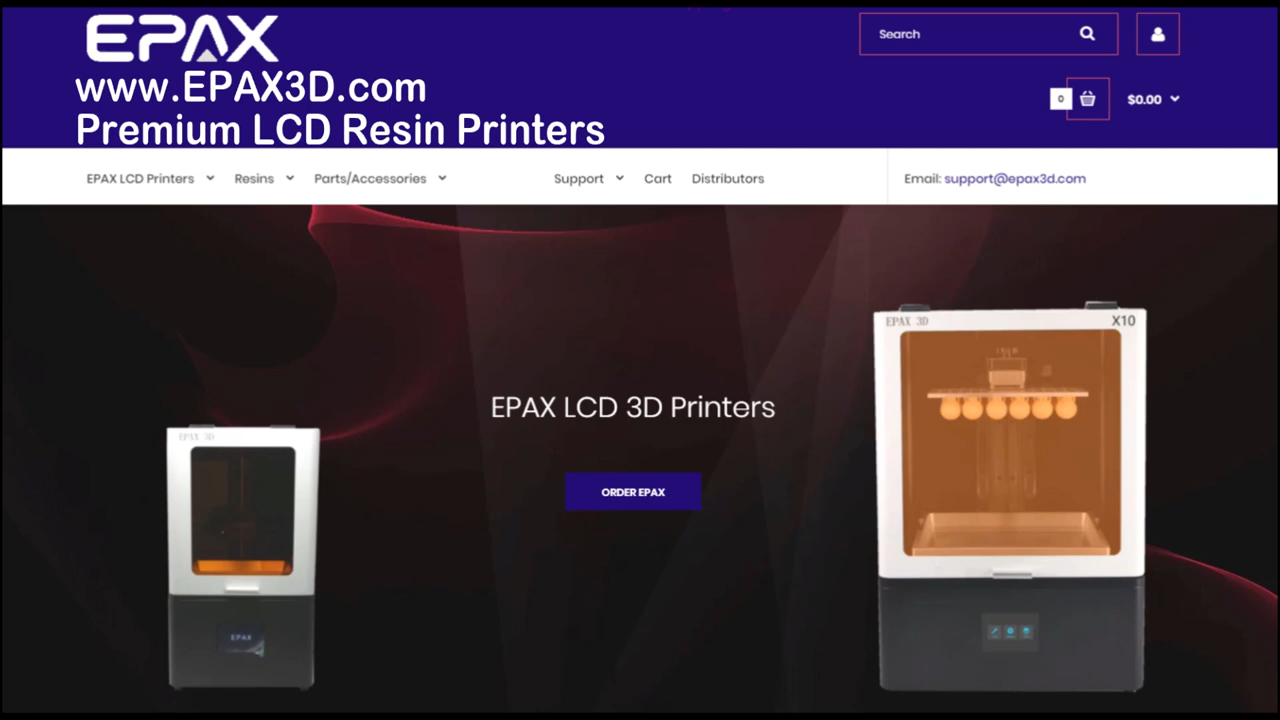 EPAX
www.EPAX3D.com
Premium LCD Resin Printers
Search
0
$0.00
EPAX LCD Printers
Resins
Parts/Accessories
Support
Cart
Distributors
Email: support@epax3d.com
EPAX LCD 3D Printers
ORDER EPAX
EPAX 3D
EPAX
EPAX 3D
X10